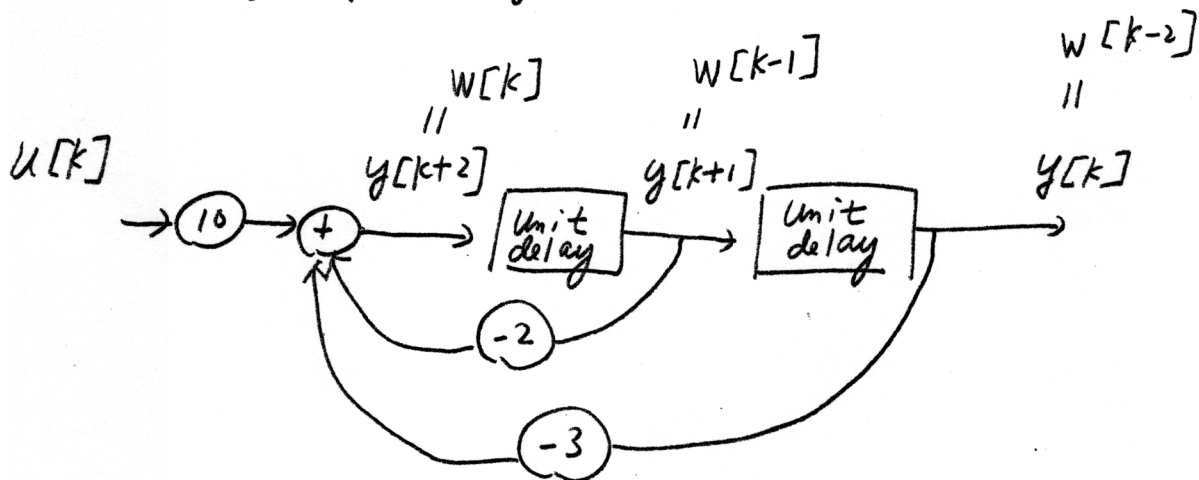 w[k]
w[k-1]
w[k-2]
||
||
||
u[k]
y[k+2]
y[k+1]
y[k]
10
+
unit
delay
unit
delay
-2
-3